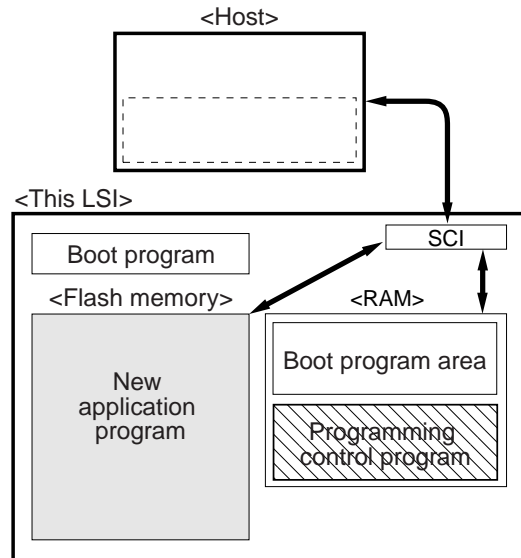 <Host>
<This LSI>
Boot program
SCI
<Flash memory>
<RAM>
New
application
program
Boot program area
Programming
control program